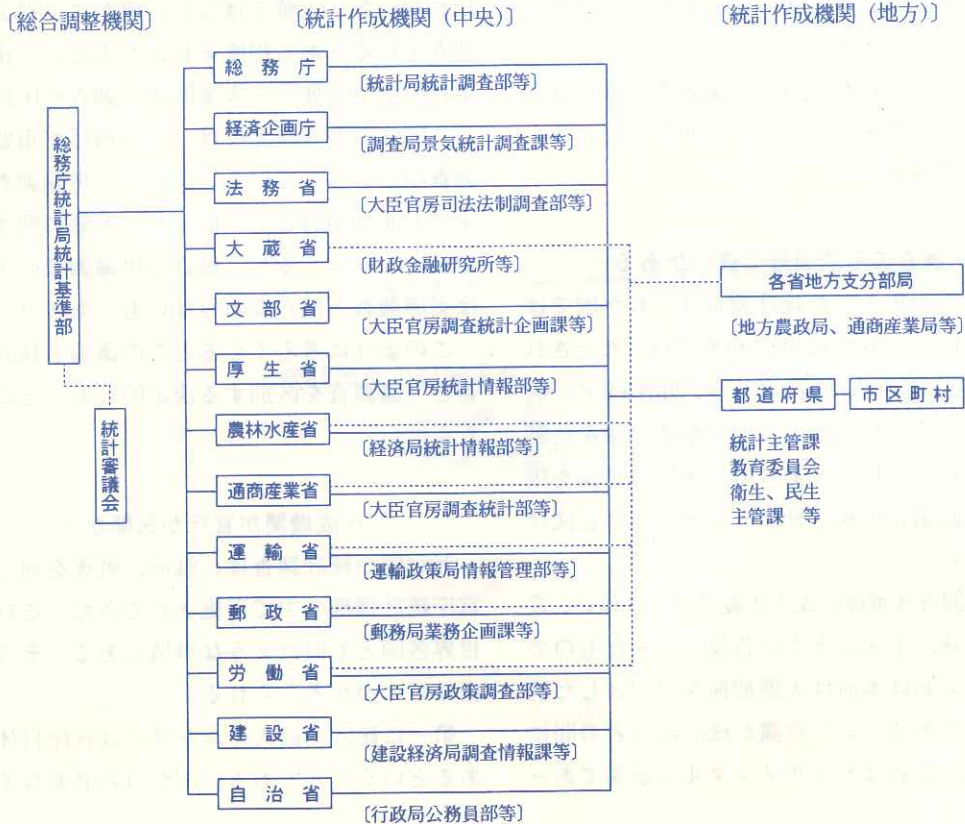 〔総合調整機関〕
〔統計作成機関（中央）〕
〔統計作成機関（地方）〕
総務庁統計局統計基準部
統計審議会
総務庁
〔統計局統計調査部等〕
経済企画庁
〔調査局景気統計調査課等〕
法務省
〔大臣官房司法法制調査部等〕
大蔵省
〔財政金融研究所等〕
文部省
〔大臣官房調査統計企画課等〕
厚生省
〔大臣官房統計情報部等〕
農林水産省
〔経済局統計情報部等〕
通商産業省
〔大臣官房調査統計部等〕
運輸省
〔運輸政策局情報管理部等〕
郵政省
〔郵務局業務企画課等〕
労働省
〔大臣官房政策調査部等〕
建設省
〔建設経済局調査情報課等〕
自治省
〔行政局公務員部等〕
各省地方支分部局
〔地方農政局、通商産業局等〕
都道府県
市区町村
統計主管課
教育委員会
衛生、民生
主管課　等